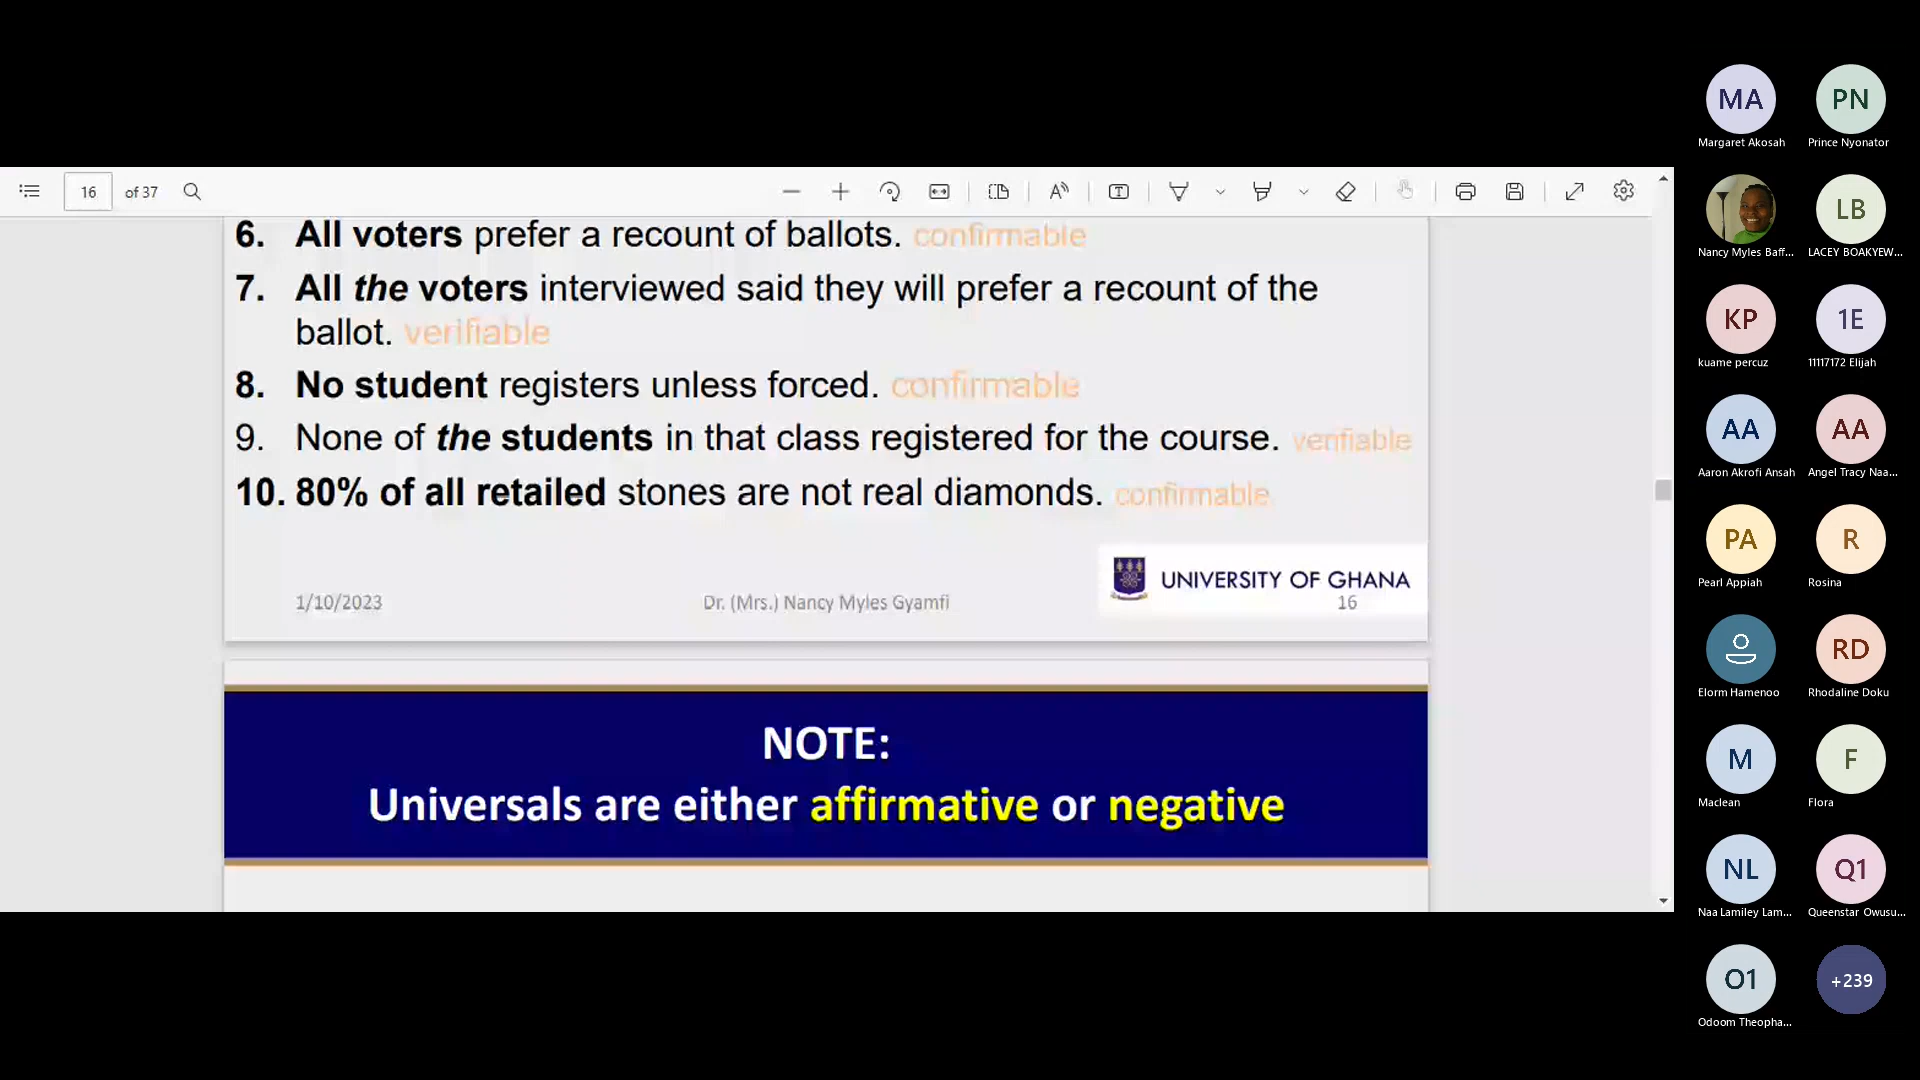 16 of 37
6. All voters prefer a recount of ballots. confirmable
7. All the voters interviewed said they will prefer a recount of the
ballot. verifiable
8. No student registers unless forced. confirmable
9. None of the students in that class registered for the course. verifiable
10. 80% of all retailed stones are not real diamonds. confirmable
UNIVERSITY OF GHANA
1/10/2023 Dr. (Mrs.) Nancy Myles Gyamfi 16
NOTE:
Universals are either affirmative or negative
MA PN
Margaret Akosah Prince Nyonator
LB
Nancy Myles Baff... LACEY BOAKYEW...
KP 1E
kuame percuz 11117172 Elijah
AA AA
Aaron Akrofi Ansah Angel Tracy Naa...
PA R
Pearl Appiah Rosina
RD
Elorm Hamenoo Rhodaline Doku
M F
Maclean Flora
NL Q1
Naa Lamiley Lam... Queenstar Owusu...
O1 +239
Odoom Theopha...